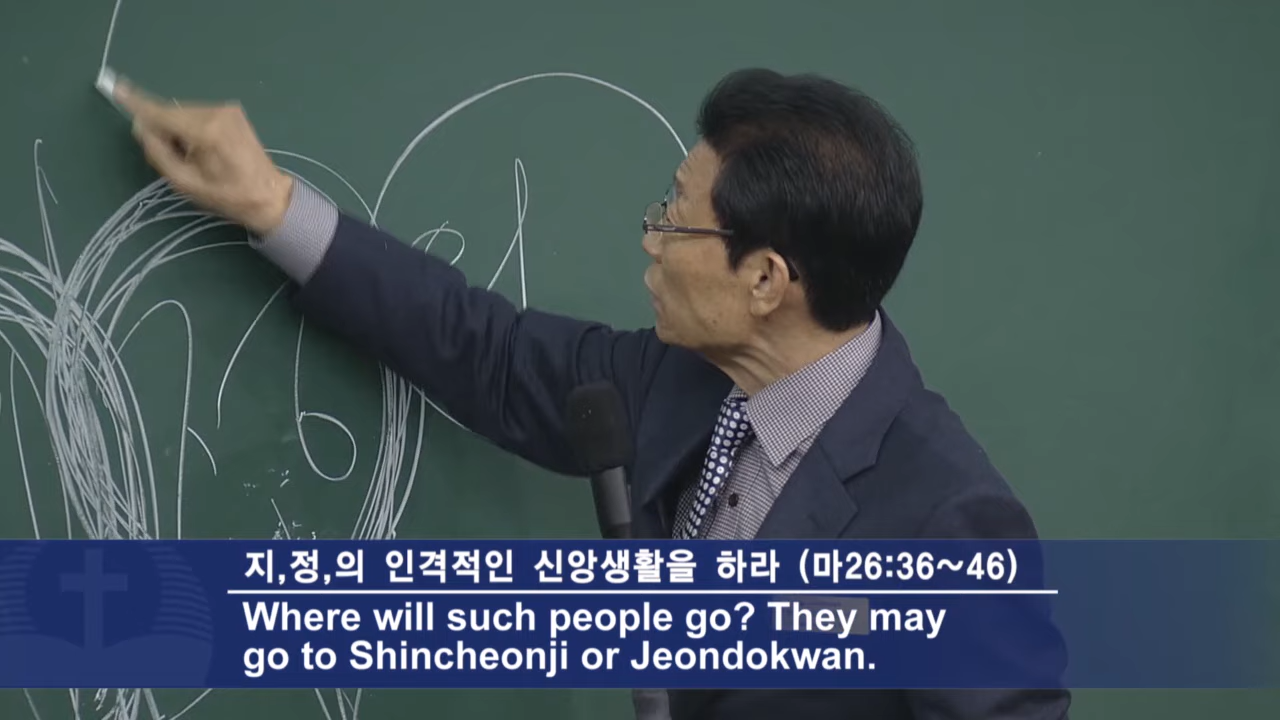 지,정,의 인격적인 신앙생활을 하라 (마26:36~46)
Where will such people go? They may
go to Shincheonji or Jeondokwan.